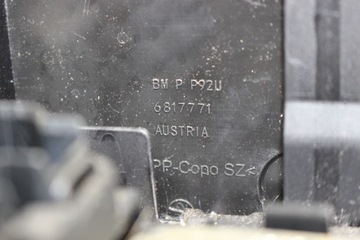 BM P P92U
6817771
AUSTRIA
PP-Copo SZ<